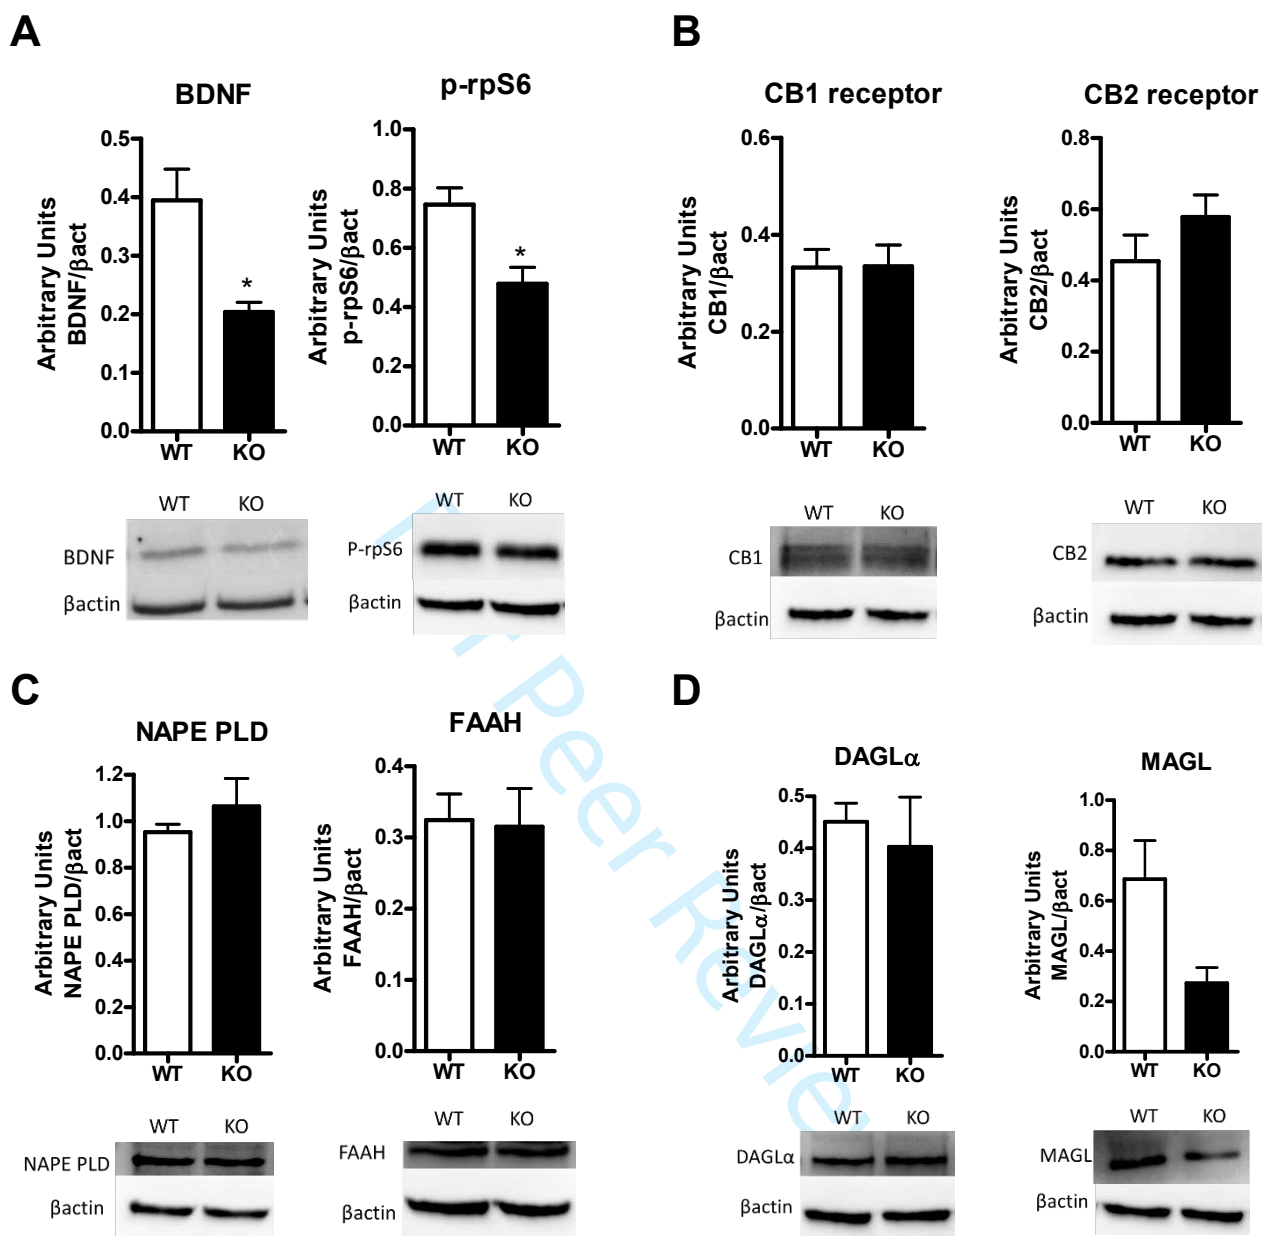 A
BDNF
Arbitrary Units
BDNF/βact
0.5
0.4
0.3
0.2
0.1
0.0
*
WT KO
p-rpS6
Arbitrary Units
p-rpS6/βact
1.0
0.8
0.6
0.4
0.2
0.0
*
WT KO
WT KO
BDNF
βactin
WT KO
P-rpS6
βactin
B
CB1 receptor
Arbitrary Units
CB1/βact
0.6
0.4
0.2
0.0
WT KO
CB2 receptor
Arbitrary Units
CB2/βact
0.8
0.6
0.4
0.2
0.0
WT KO
WT KO
CB1
βactin
WT KO
CB2
βactin
C
NAPE PLD
Arbitrary Units
NAPE PLD/βact
1.2
1.0
0.8
0.6
0.4
0.2
0.0
WT KO
FAAH
Arbitrary Units
FAAH/βact
0.4
0.3
0.2
0.1
0.0
WT KO
WT KO
NAPE PLD
βactin
WT KO
FAAH
βactin
D
DAGLα
Arbitrary Units
DAGLα/βact
0.5
0.4
0.3
0.2
0.1
0.0
WT KO
MAGL
Arbitrary Units
MAGL/βact
1.0
0.8
0.6
0.4
0.2
0.0
WT KO
WT KO
DAGLα
βactin
WT KO
MAGL
βactin
Peer Review